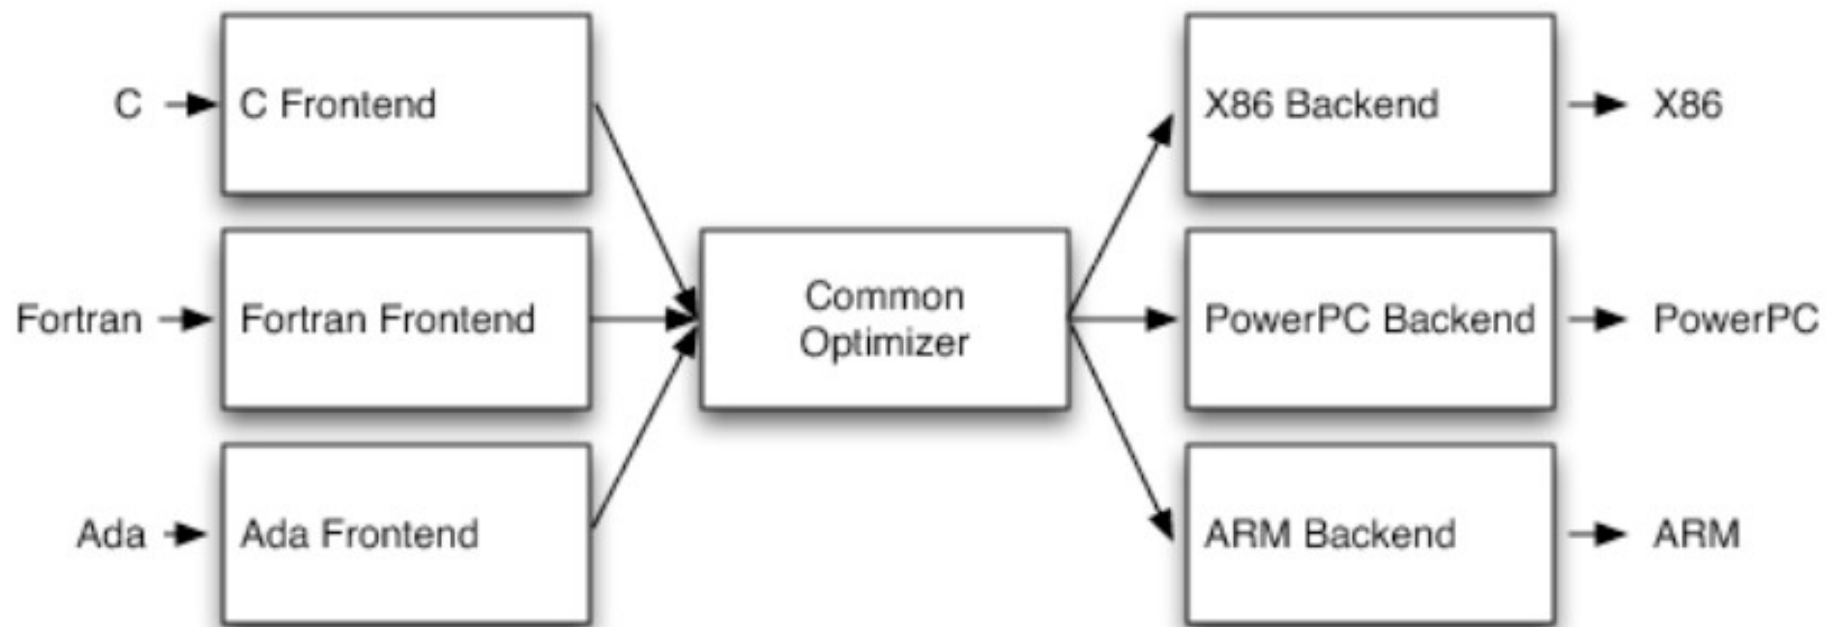 C
C Frontend
X86 Backend
X86
Fortran
Fortran Frontend
Common
Optimizer
PowerPC Backend
PowerPC
Ada
Ada Frontend
ARM Backend
ARM